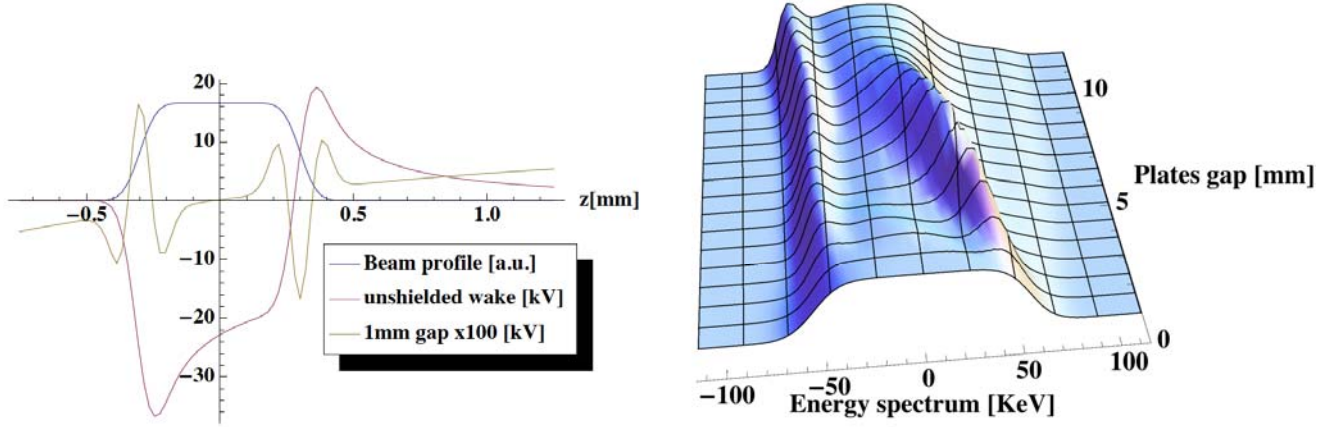 20
10
−10
−20
−30
−0.5
0.5
1.0
z[mm]
Beam profile [a.u.]
unshielded wake [kV]
1mm gap x100 [kV]
10
5
0
Plates gap [mm]
−100
−50
0
50
100
Energy spectrum [KeV]